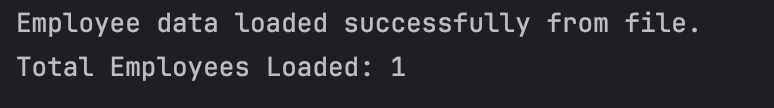 Employee data loaded successfully from file.
Total Employees Loaded: 1